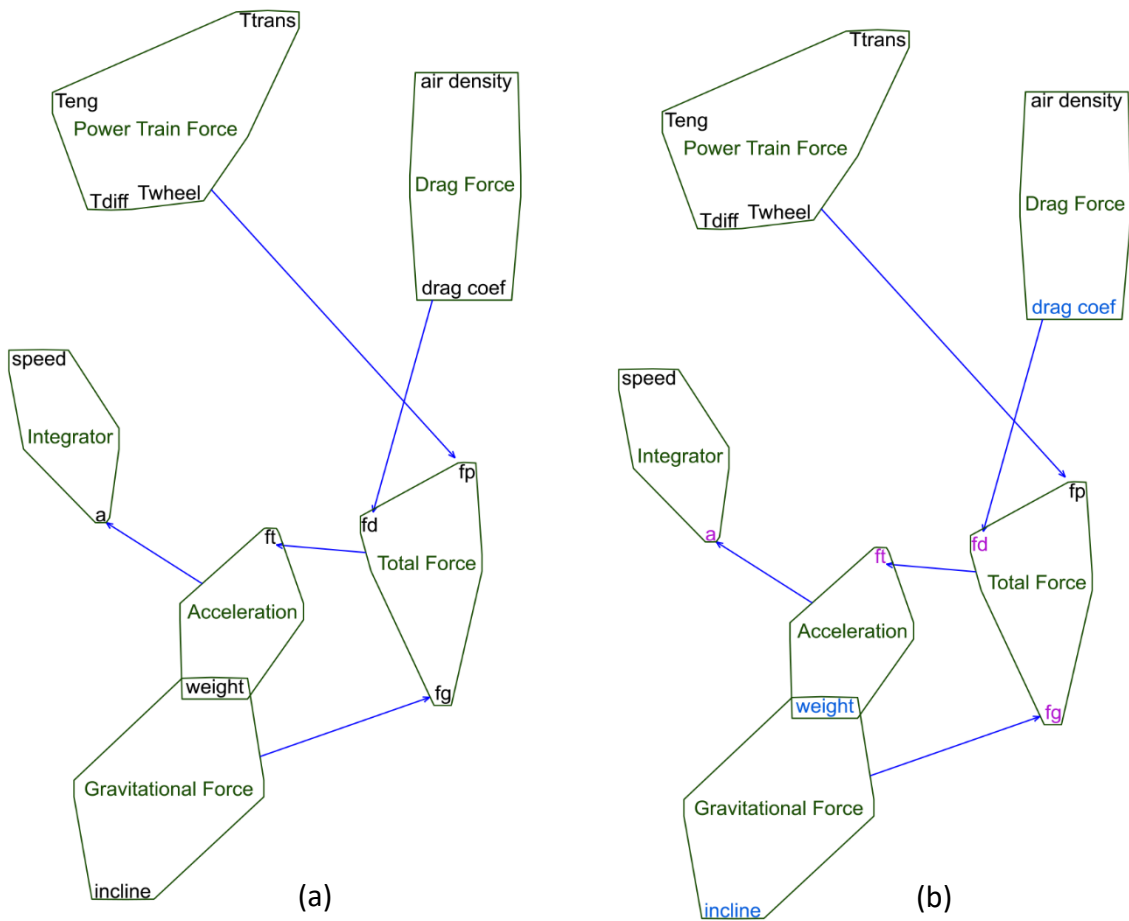 Ttrans
Teng
Power Train Force
Tdiff
Twheel
air density
Drag Force
drag coef
speed
Integrator
a
fp
fd
Total Force
fg
ft
Acceleration
weight
Gravitational Force
incline
(a)
Ttrans
Teng
Power Train Force
Tdiff
Twheel
air density
Drag Force
drag coef
speed
Integrator
a
fp
fd
Total Force
fg
ft
Acceleration
weight
Gravitational Force
incline
(b)